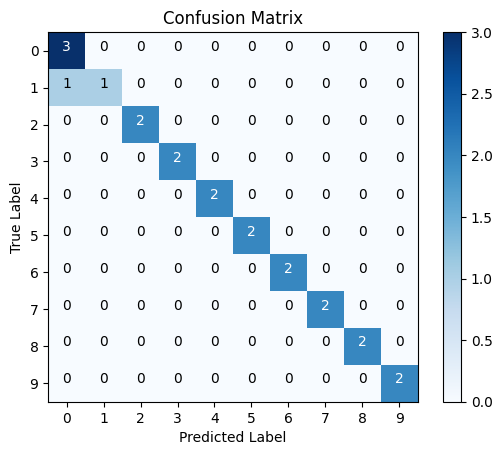 Confusion Matrix
0 3 0 0 0 0 0 0 0 0 0
1 1 1 0 0 0 0 0 0 0 0
2 0 0 2 0 0 0 0 0 0 0
3 0 0 0 2 0 0 0 0 0 0
4 0 0 0 0 2 0 0 0 0 0
5 0 0 0 0 0 2 0 0 0 0
6 0 0 0 0 0 0 2 0 0 0
7 0 0 0 0 0 0 0 2 0 0
8 0 0 0 0 0 0 0 0 2 0
9 0 0 0 0 0 0 0 0 0 2
0 1 2 3 4 5 6 7 8 9
Predicted Label
True Label
3.0
2.5
2.0
1.5
1.0
0.5
0.0